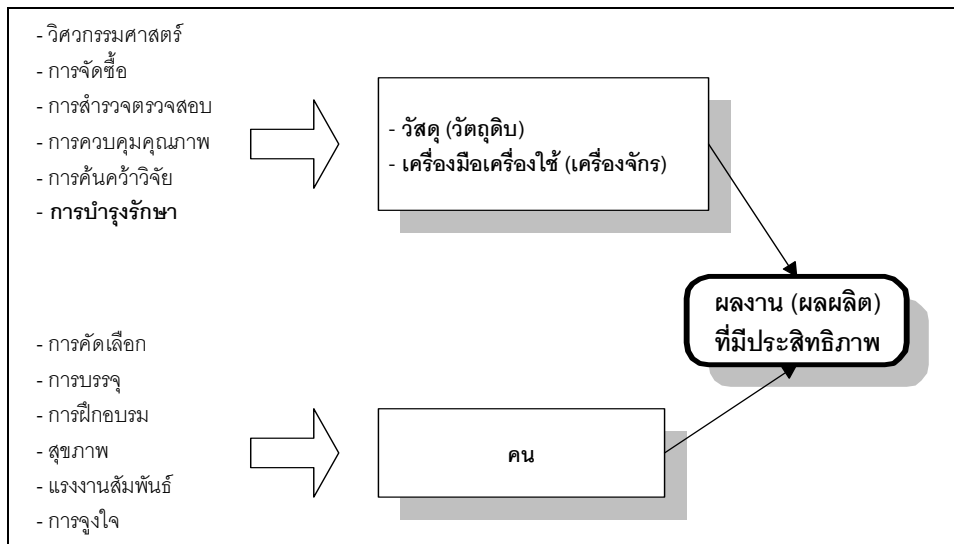 - วิศวกรรมศาสตร์
- การจัดซื้อ
- การสำรวจตรวจสอบ
- การควบคุมคุณภาพ
- การค้นคว้าวิจัย
- การบำรุงรักษา
- วัสดุ (วัตถุดิบ)
- เครื่องมือเครื่องใช้ (เครื่องจักร)
ผลงาน (ผลผลิต)
ที่มีประสิทธิภาพ
- การคัดเลือก
- การบรรจุ
- การฝึกอบรม
- สุขภาพ
- แรงงานสัมพันธ์
- การจูงใจ
คน